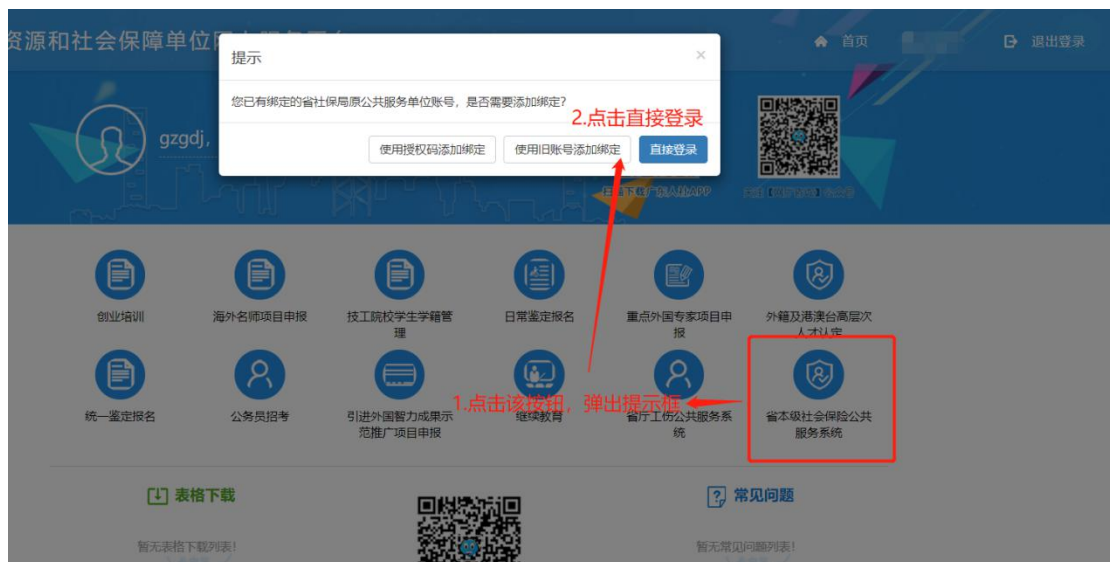 资源和社会保障单位
首页
退出登录
提示
×
您已有绑定的省社保局原公共服务单位账号，是否需要添加绑定？
2.点击直接登录
使用授权码添加绑定
使用旧账号添加绑定
直接登录
gzgdj,
扫码下载广东人社APP
创业培训
海外名师项目申报
技工院校学生学籍管
理
日常鉴定报名
重点外国专家项目申
报
外籍及港澳台高层次
人才认定
1.点击该按钮，弹出提示框
统一鉴定报名
公务员招考
引进外国智力成果示
范推广项目申报
继续教育
省厅工伤公共服务系
统
省本级社会保险公共
服务系统
表格下载
常见问题
暂无表格下载列表！
暂无常见问题列表！